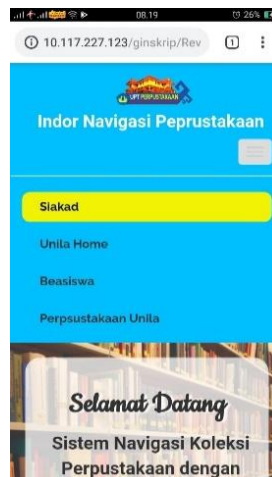 08.19
26%
10.117.227.123/ginskrip/Rev
1
UPT PERPUSTAKAAN
Indor Navigasi Peprustakaan
Siakad
Unila Home
Beasiswa
Perpsustakaan Unila
Selamat Datang
Sistem Navigasi Koleksi
Perpustakaan dengan